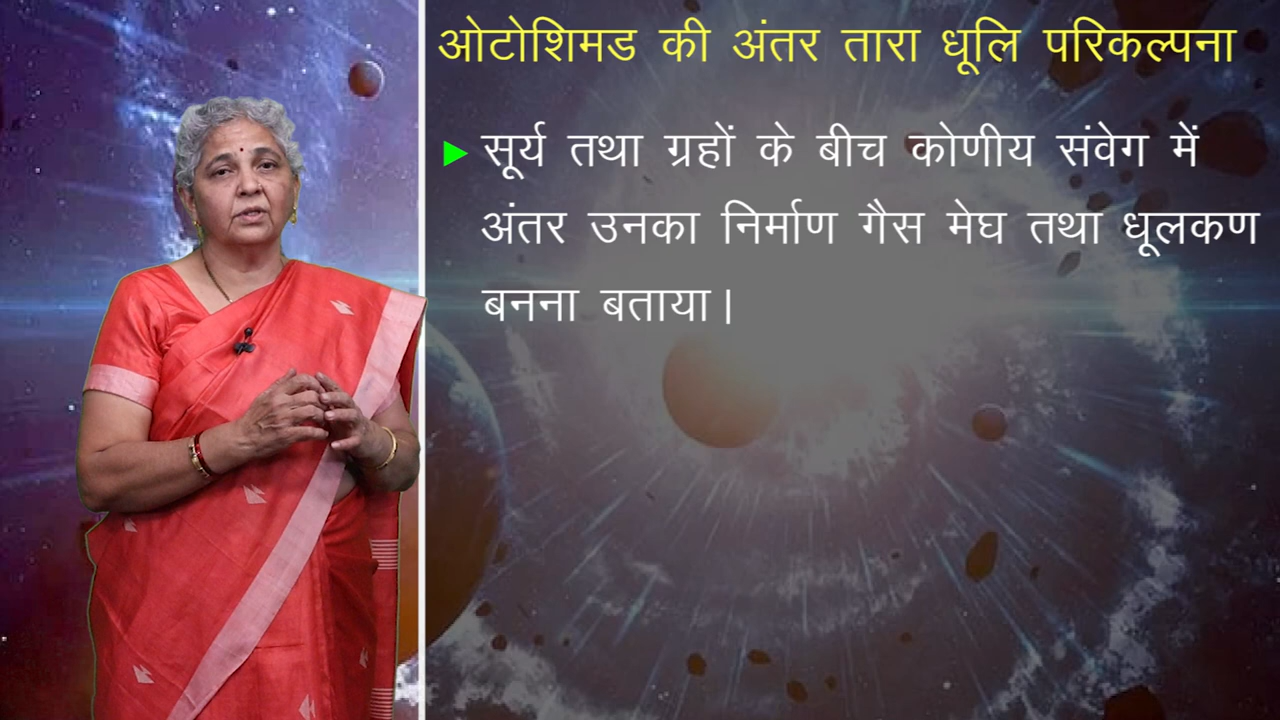 ओटोशिमड की अंतर तारा धूलि परिकल्पना
► सूर्य तथा ग्रहों के बीच कोणीय संवेग में
अंतर उनका निर्माण गैस मेघ तथा धूलकण
बनना बताया।